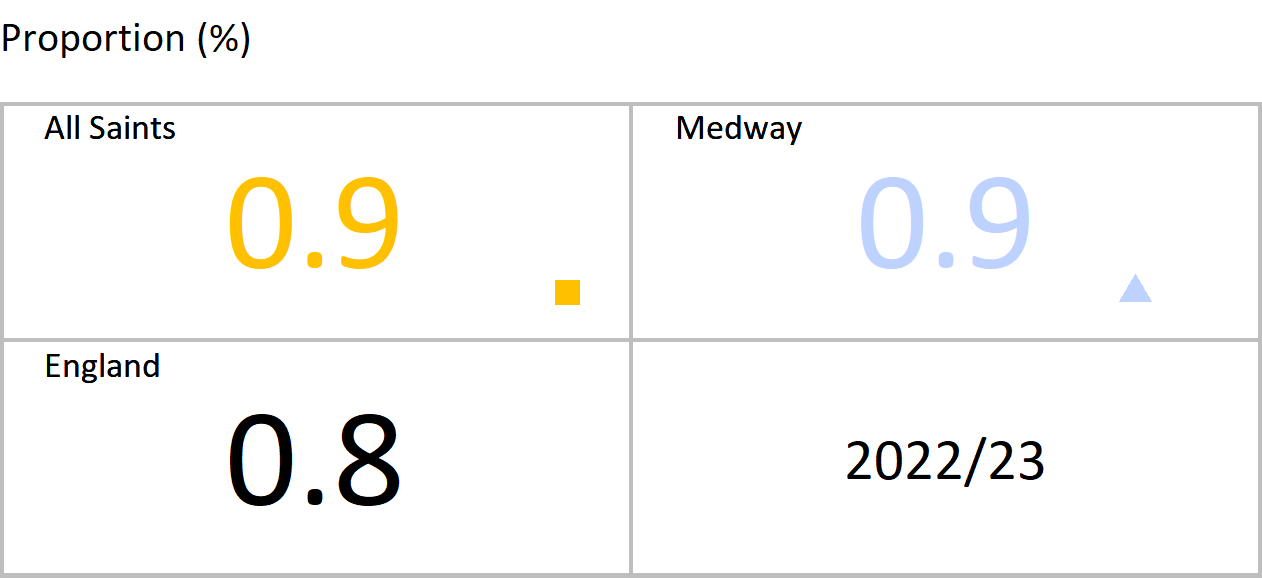 Proportion (%)
All Saints
0.9
Medway
0.9
England
0.8
2022/23